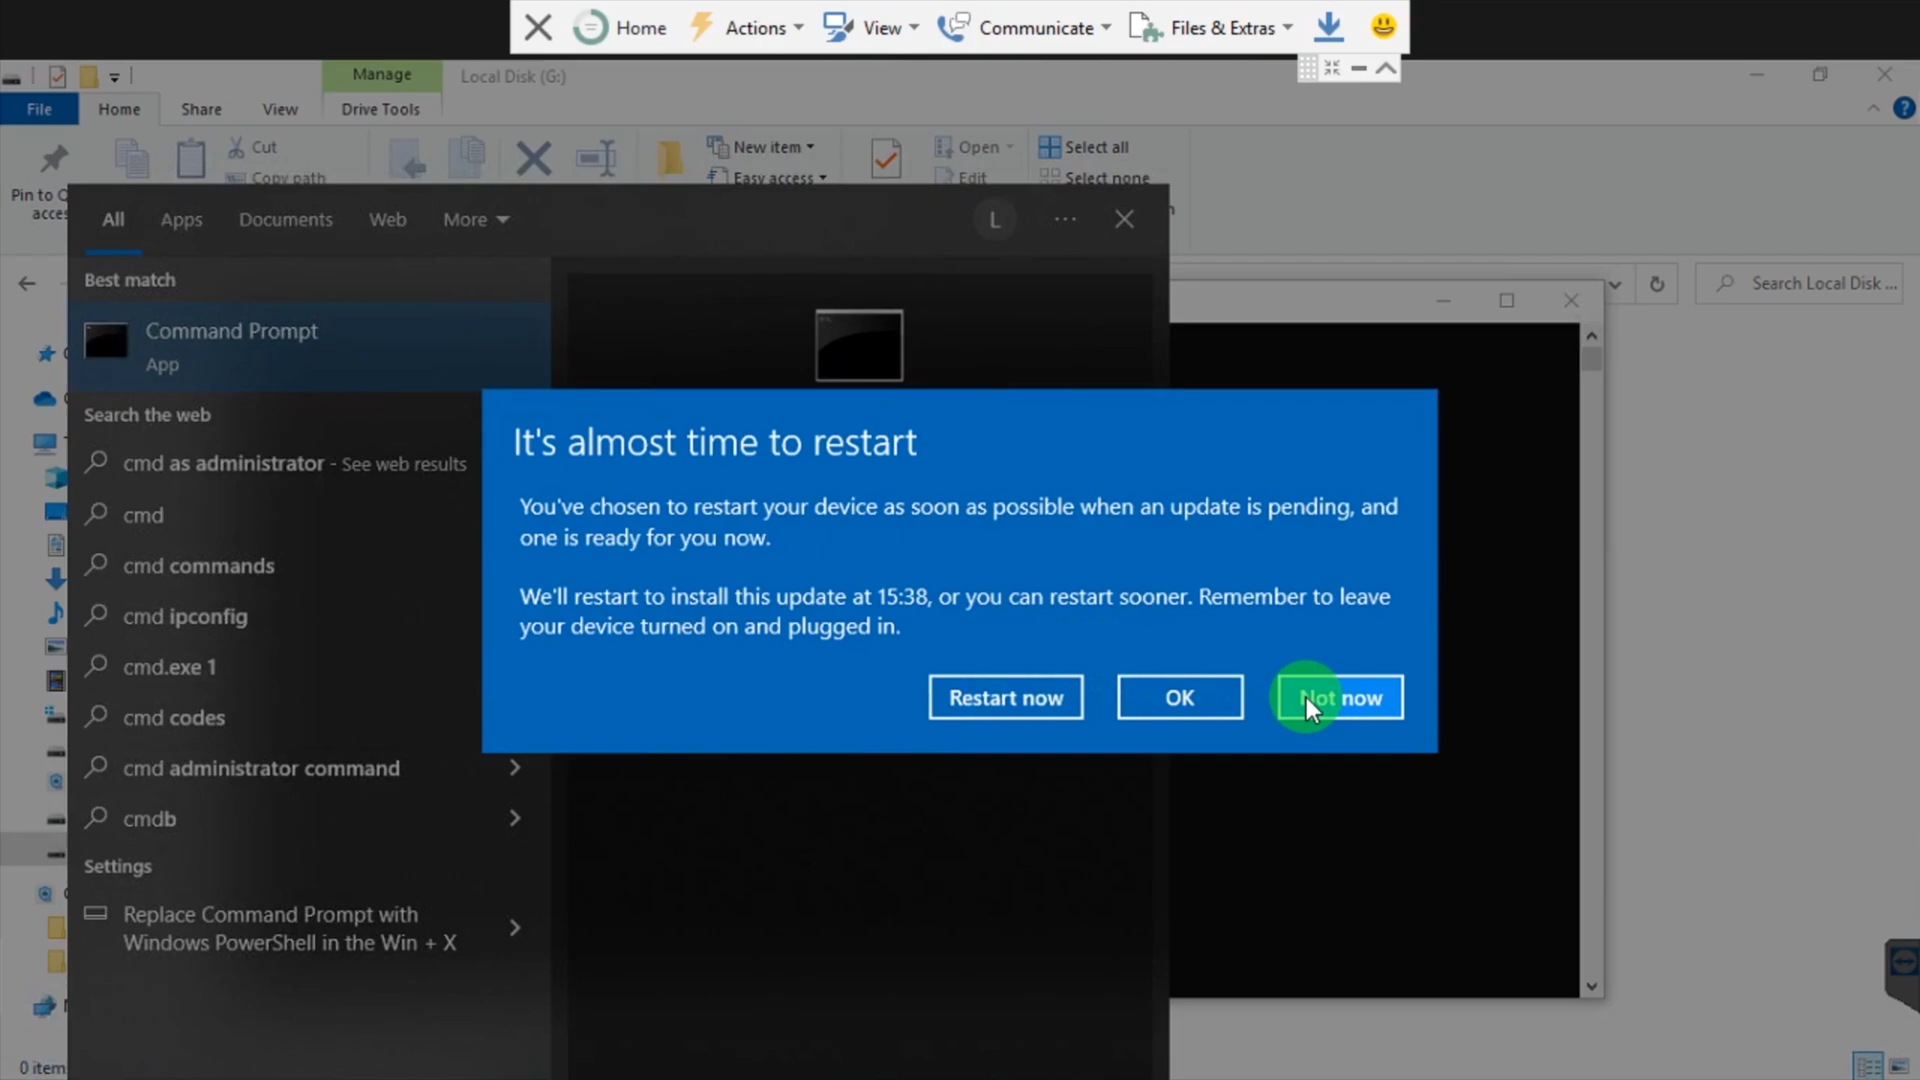 Home Actions View Communicate Files & Extras
Manage Local Disk (G:)
File Home Share View Drive Tools
Cut
Copy path
New item
Easy access
Open
Edit
Select all
Select none
Pin to
acces
All Apps Documents Web More L
Search Local Disk ...
Best match
Command Prompt
App
Search the web
cmd as administrator - See web results
cmd
cmd commands
cmd ipconfig
cmd.exe 1
cmd codes
cmd administrator command
cmdb
Settings
Replace Command Prompt with
Windows PowerShell in the Win + X
It's almost time to restart
You've chosen to restart your device as soon as possible when an update is pending, and
one is ready for you now.
We'll restart to install this update at 15:38, or you can restart sooner. Remember to leave
your device turned on and plugged in.
Restart now OK Not now
0 item